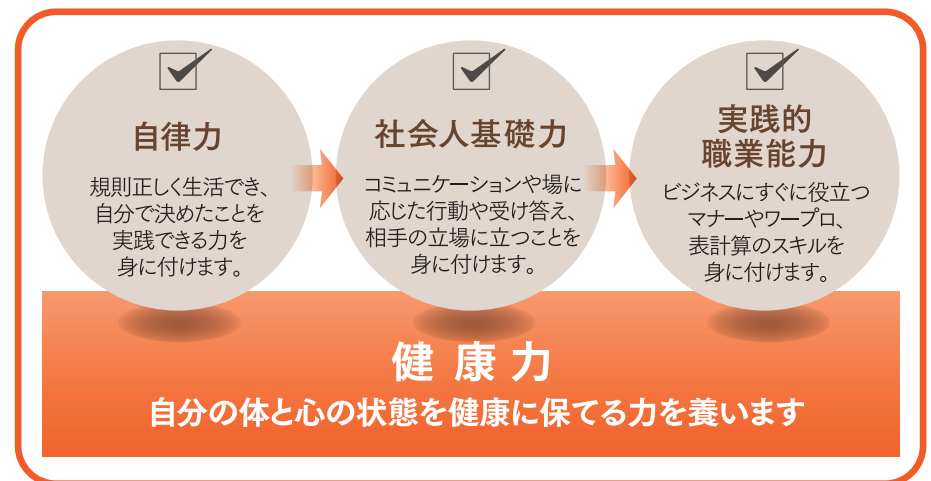 自律力
規則正しく生活でき、
自分で決めたことを
実践できる力を
身に付けます。
社会人基礎力
コミュニケーションや場に
応じた行動や受け答え、
相手の立場に立つことを
身に付けます。
実践的
職業能力
ビジネスにすぐに役立つ
マナーやワープロ、
表計算のスキルを
身に付けます。
健康力
自分の体と心の状態を健康に保てる力を養います